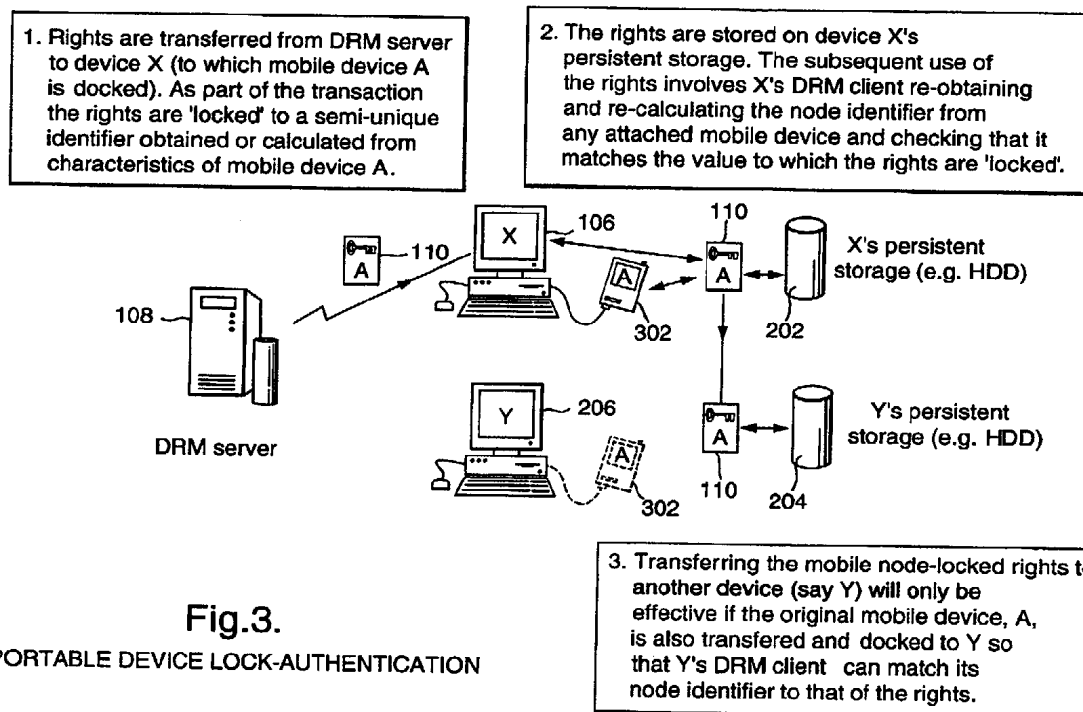 1. Rights are transferred from DRM server
to device X (to which mobile device A
is docked). As part of the transaction
the rights are 'locked' to a semi-unique
identifier obtained or calculated from
characteristics of mobile device A.
2. The rights are stored on device X's
persistent storage. The subsequent use of
the rights involves X's DRM client re-obtaining
and re-calculating the node identifier from
any attached mobile device and checking that it
matches the value to which the rights are 'locked'.
110
A
X
106
A
302
110
A
X's persistent
storage (e.g. HDD)
202
108
DRM server
Y
206
A
302
A
110
Y's persistent
storage (e.g. HDD)
204
3. Transferring the mobile node-locked rights t
another device (say Y) will only be
effective if the original mobile device, A,
is also transfered and docked to Y so
that Y's DRM client can match its
node identifier to that of the rights.
Fig.3.
PORTABLE DEVICE LOCK-AUTHENTICATION